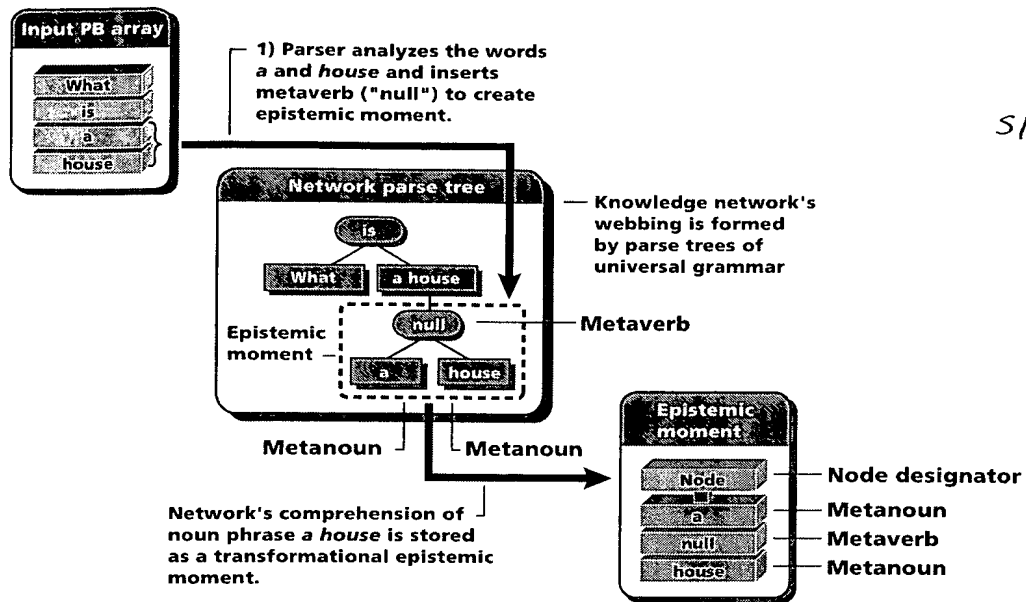 Input PB array
What
is
a
house
1) Parser analyzes the words
a and house and inserts
metaverb ("null") to create
epistemic moment.
Network parse tree
is
What
a house
null
a
house
Epistemic
moment
Knowledge network's
webbing is formed
by parse trees of
universal grammar
Metaverb
Metanoun
Metanoun
Network's comprehension of
noun phrase a house is stored
as a transformational epistemic
moment.
Epistemic
moment
Node
a
null
house
Node designator
Metanoun
Metaverb
Metanoun